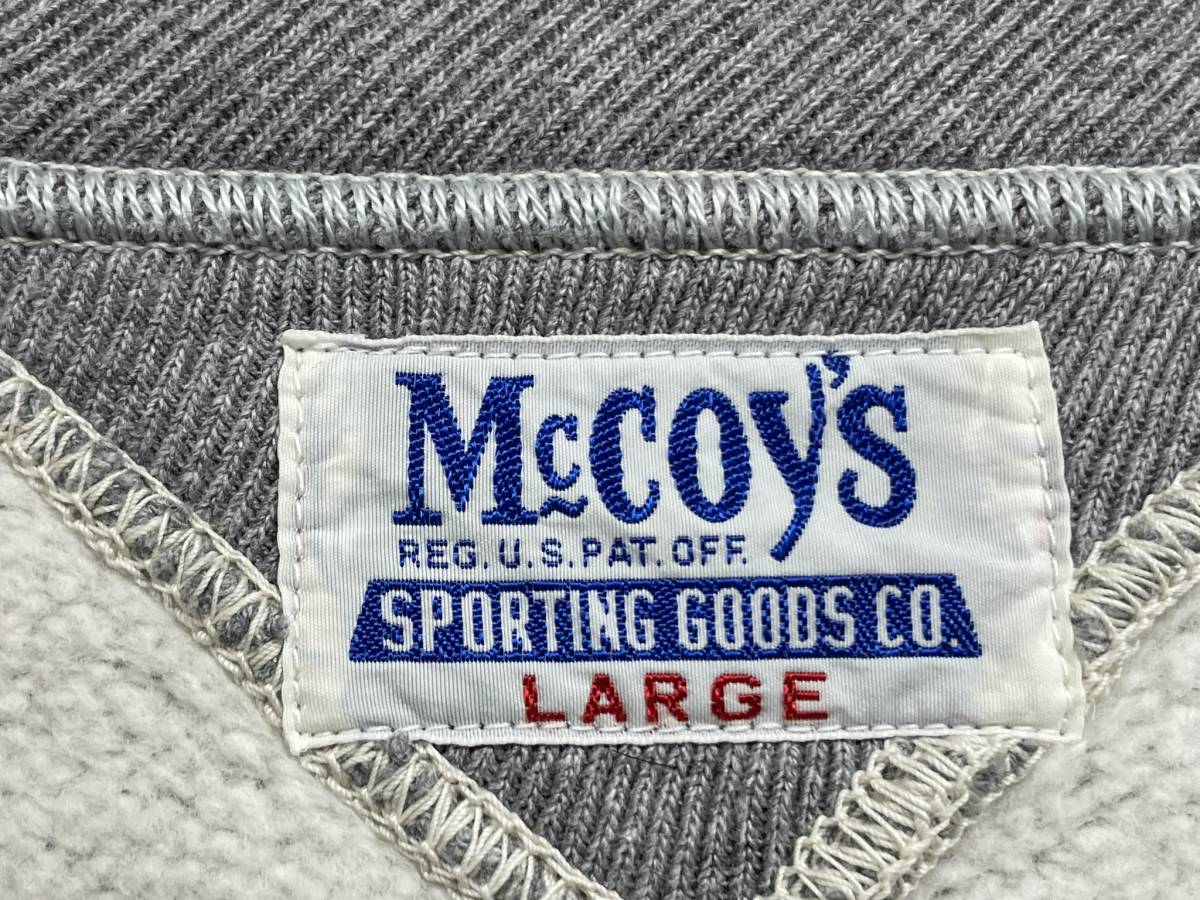 McCOY'S
REG. U.S. PAT. OFF.
SPORTING GOODS CO.
LARGE